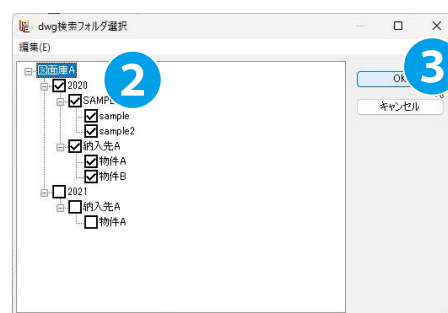 dwg検索フォルダ選択
編集(E)
図面庫A
2020
sample
sample2
納入先A
物件A
物件B
2021
納入先A
物件A
2
3
キャンセル